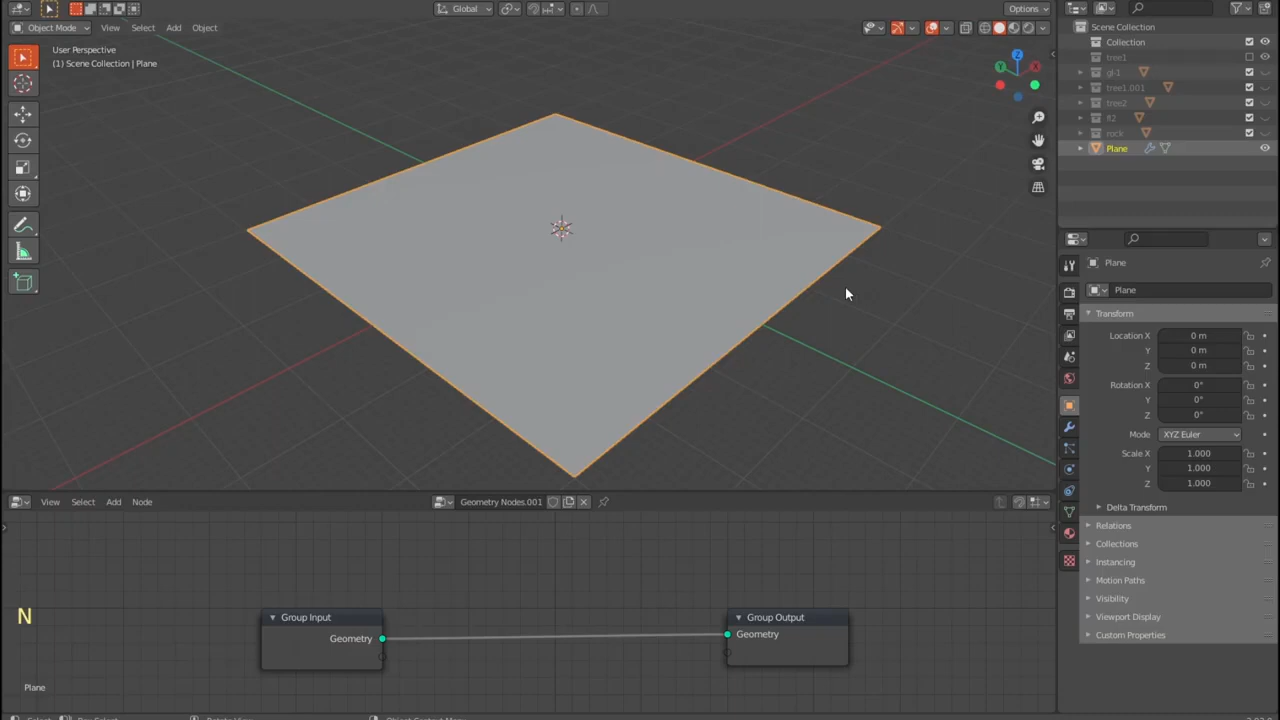 Global
Options
Object Mode
View
Select
Add
Object
User Perspective
(1) Scene Collection | Plane
Z
Y
X
Scene Collection
Collection
tree1
gl-1
tree1.001
tree2
fl2
rock
Plane
Plane
Plane
Transform
Location X
0 m
Y
0 m
Z
0 m
Rotation X
0°
Y
0°
Z
0°
Mode
XYZ Euler
Scale X
1.000
Y
1.000
Z
1.000
Delta Transform
Relations
Collections
Instancing
Motion Paths
Visibility
Viewport Display
Custom Properties
View
Select
Add
Node
Geometry Nodes.001
Group Input
Geometry
Group Output
Geometry
N
Plane